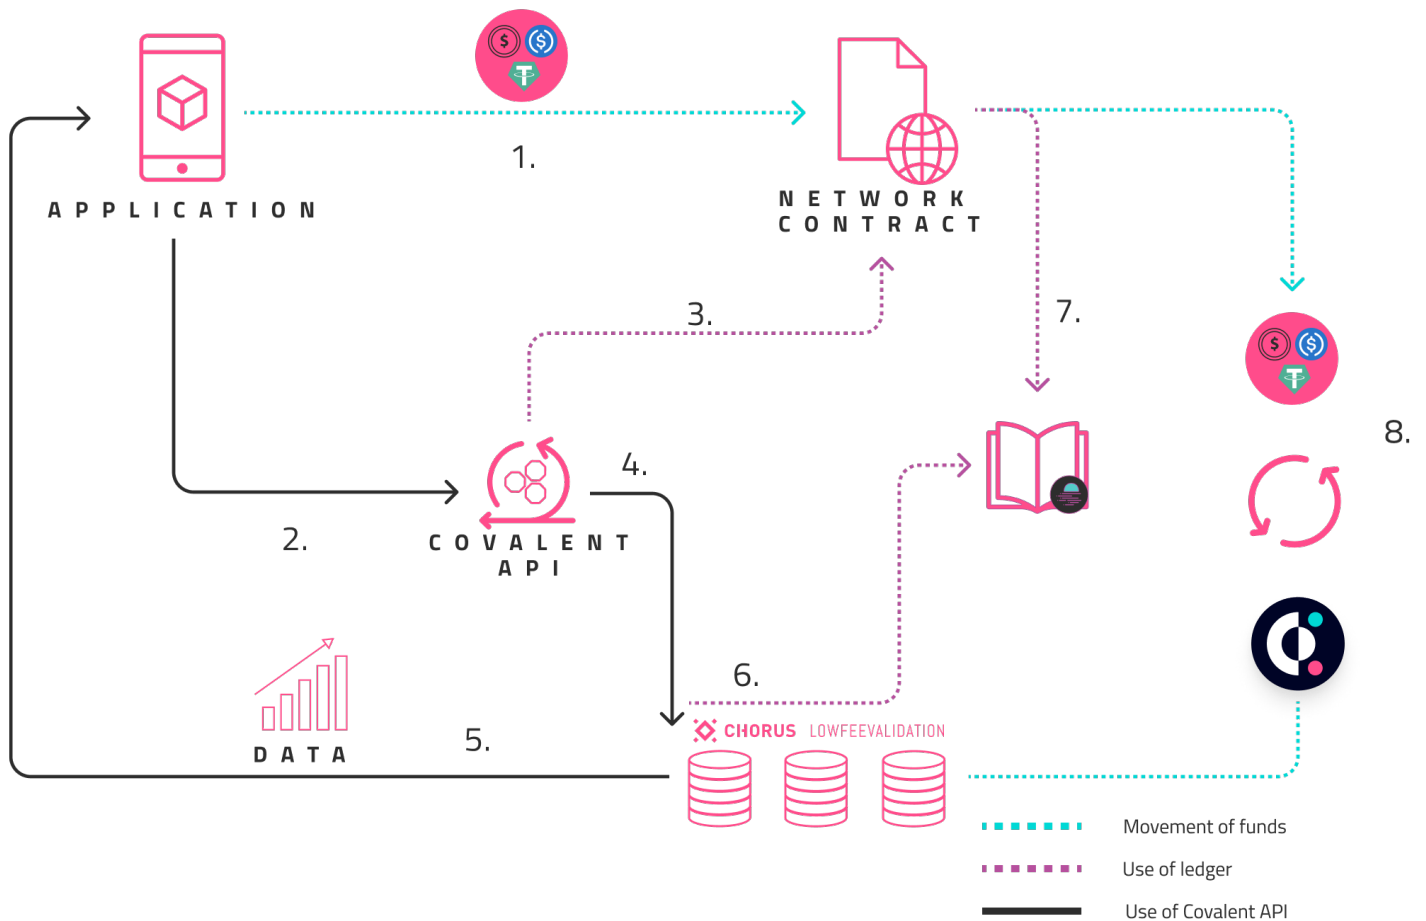 1.
APPLICATION
NETWORK
CONTRACT
3.
7.
8.
4.
2.
COVALENT
API
6.
5.
DATA
CHORUS LOWFEEVALIDATION
Movement of funds
Use of ledger
Use of Covalent API